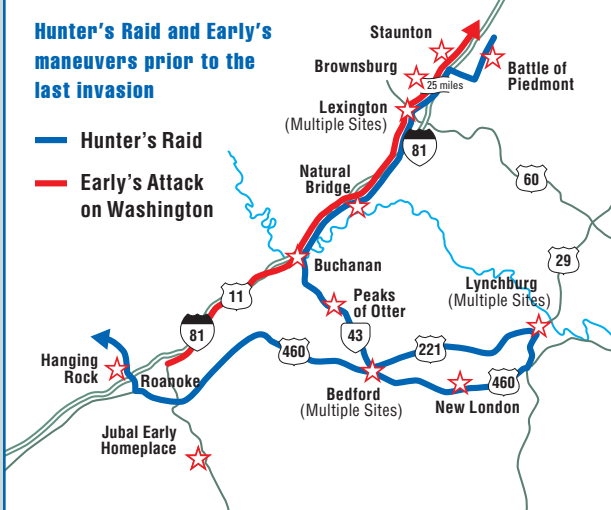 Hunter's Raid and Early's
maneuvers prior to the
last invasion
Hunter's Raid
Early's Attack
on Washington
Staunton
Brownsburg
Battle of
Piedmont
25 miles
Lexington
(Multiple Sites)
81
Natural
Bridge
60
29
Buchanan
Lynchburg
(Multiple Sites)
11
Peaks
of Otter
81
43
221
460
Hanging
Rock
Roanoke
460
Bedford
(Multiple Sites)
New London
Jubal Early
Homeplace